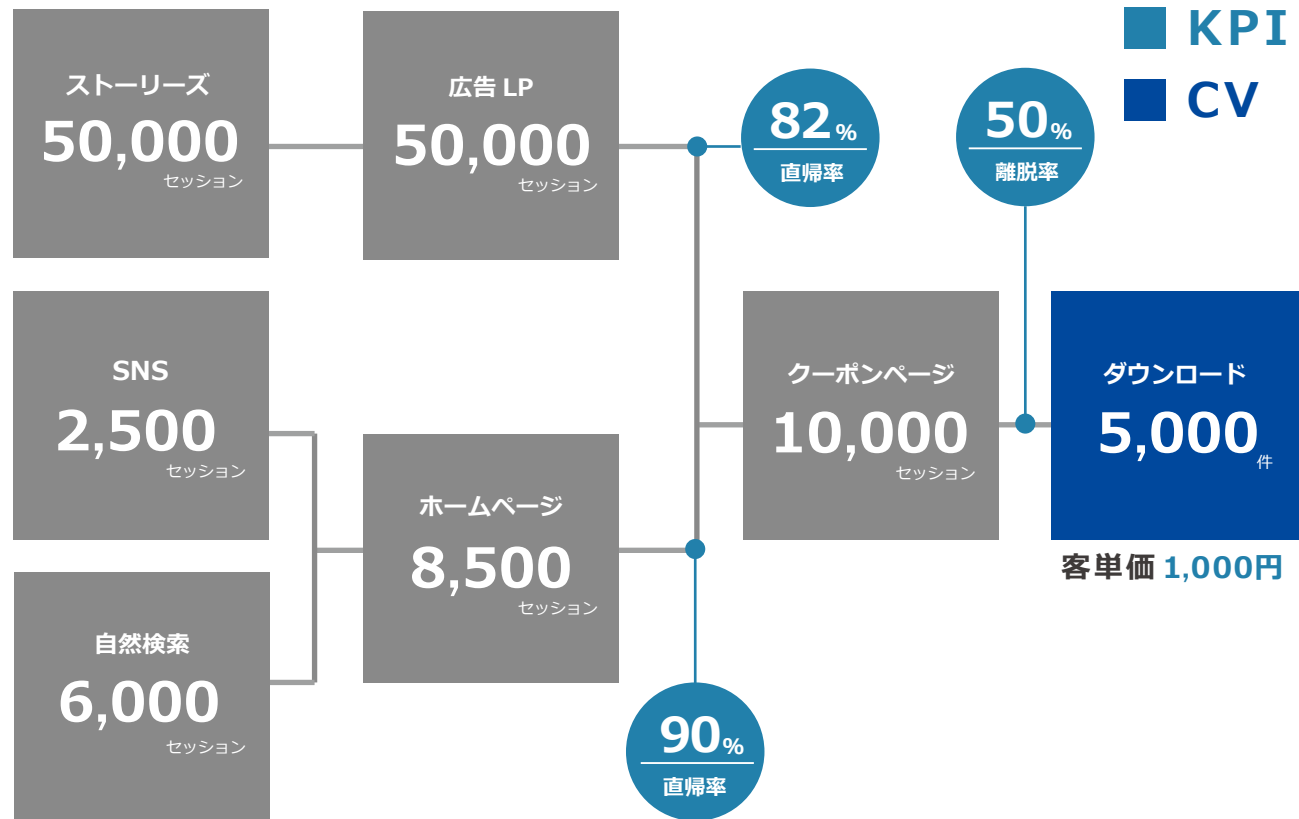 KPI
CV
ストーリーズ
50,000
セッション
広告 LP
50,000
セッション
82%
直帰率
50%
離脱率
SNS
2,500
セッション
自然検索
6,000
セッション
ホームページ
8,500
セッション
90%
直帰率
クーポンページ
10,000
セッション
ダウンロード
5,000
件
客単価 1,000円